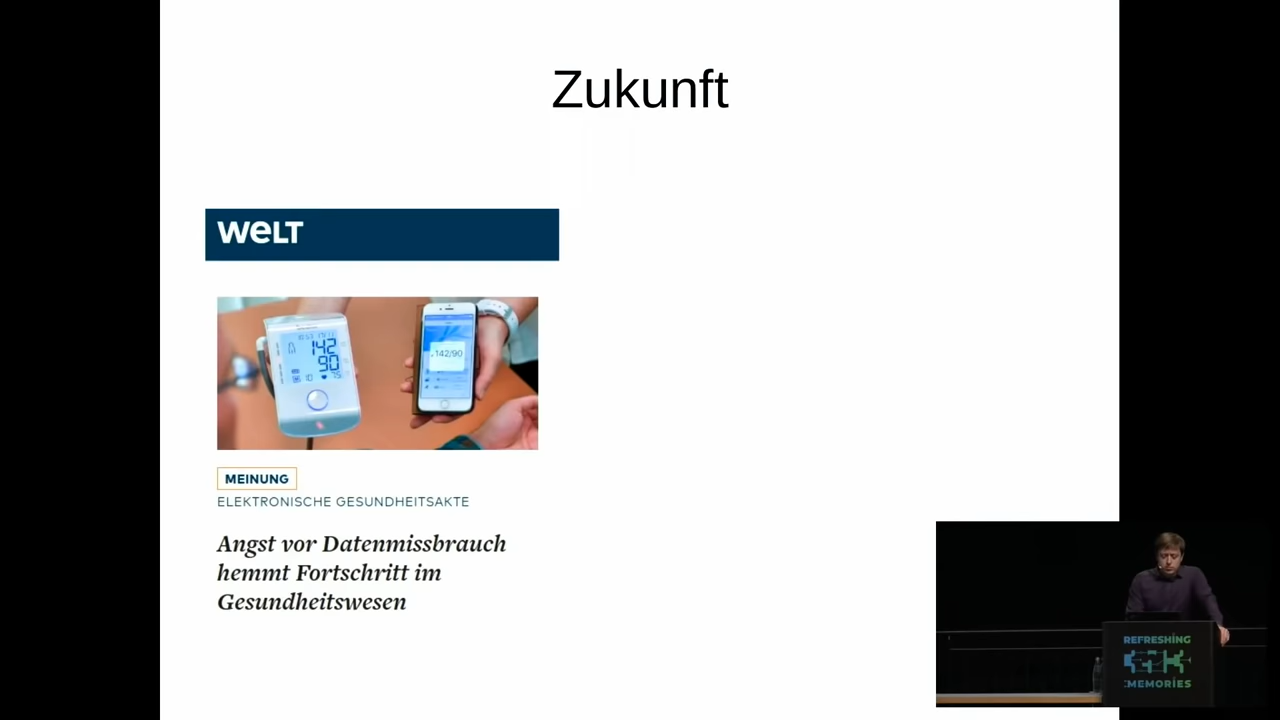 Zukunft
WELT
142
90
142/90
MEINUNG
ELEKTRONISCHE GESUNDHEITSAKTE
Angst vor Datenmissbrauch
hemmt Fortschritt im
Gesundheitswesen
REFRESHING
MEMORIES